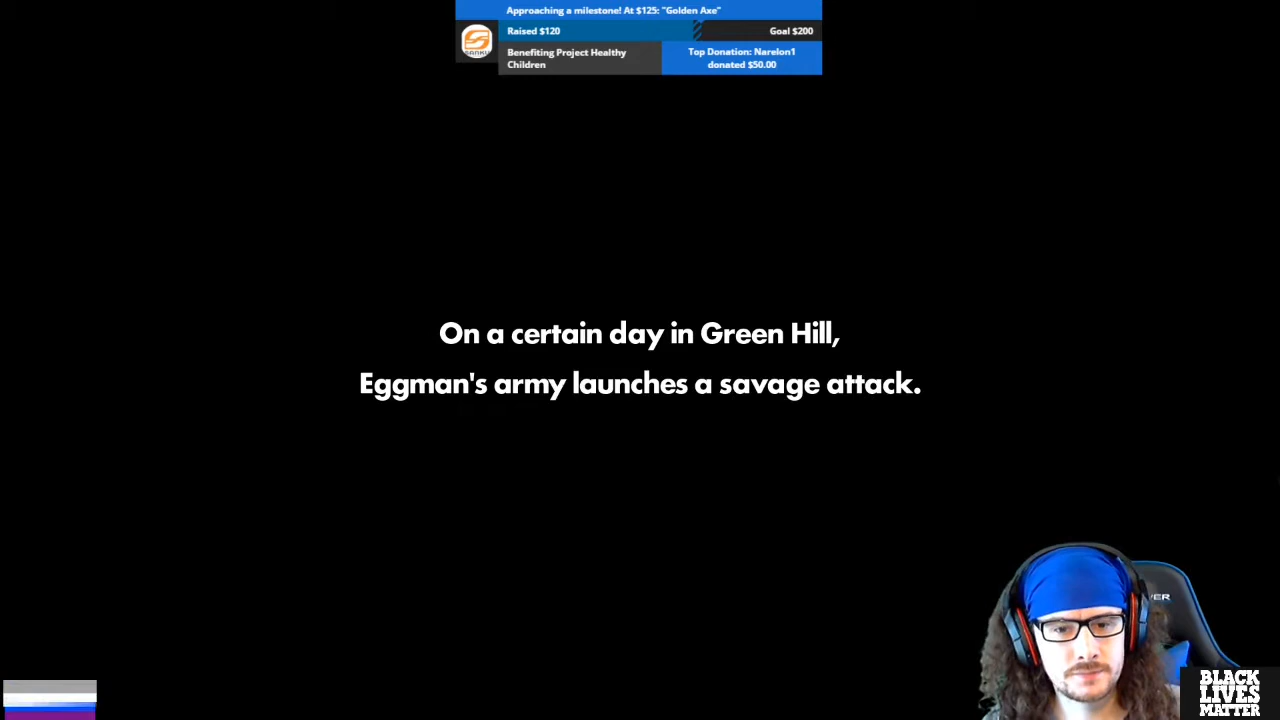 Approaching a milestone! At $125: "Golden Axe"
Raised $120
Goal $200
SANKU
Benefiting Project Healthy
Children
Top Donation: Narelon1
donated $50.00
On a certain day in Green Hill,
Eggman's army launches a savage attack.
BLACK
LIVES
MATTER